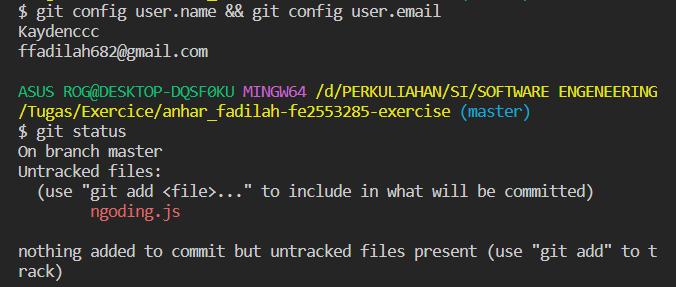 $ git config user.name && git config user.email
Kaydenccc
ffadilah682@gmail.com
ASUS ROG@DESKTOP-DQSF0KU MINGW64 /d/PERKULIAHAN/SI/SOFTWARE ENGENEERING
/Tugas/Exercice/anhar_fadilah-fe2553285-exercise (master)
$ git status
On branch master
Untracked files:
  (use "git add <file>..." to include in what will be committed)
        ngoding.js
nothing added to commit but untracked files present (use "git add" to t
rack)